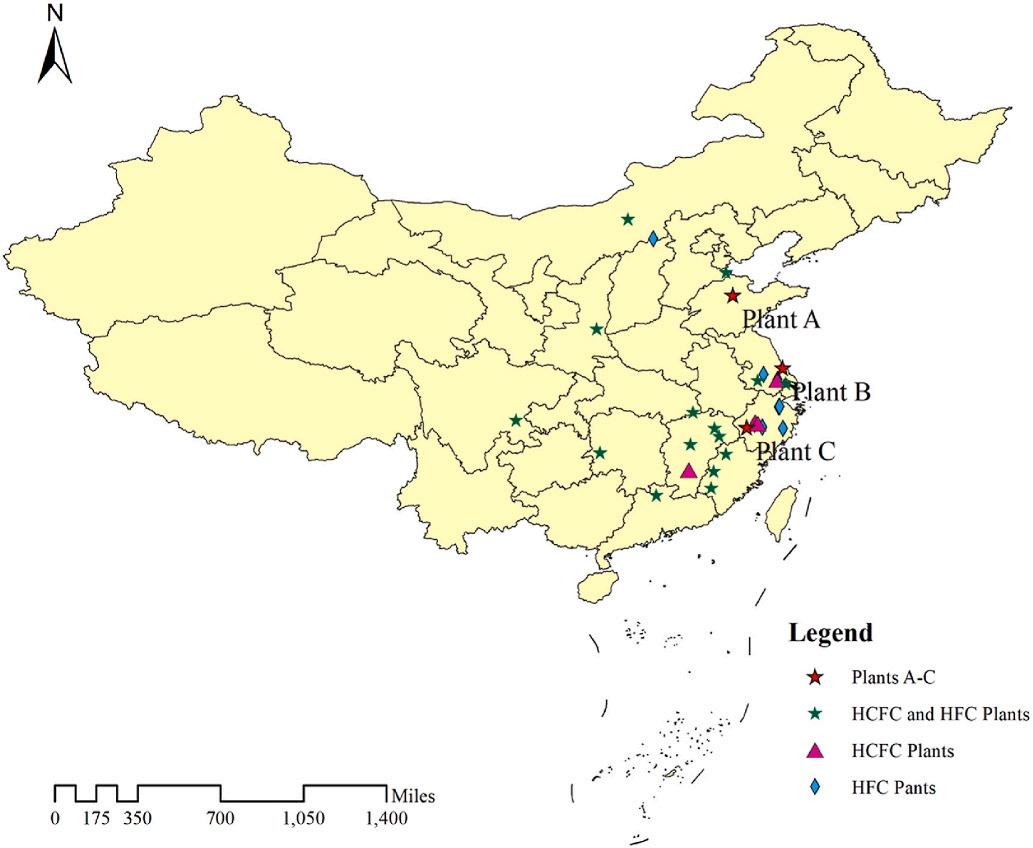 N
Plant A
Plant B
Plant C
Legend
Plants A-C
HCFC and HFC Plants
HCFC Plants
HFC Pants
Miles
0 175 350 700 1,050 1,400